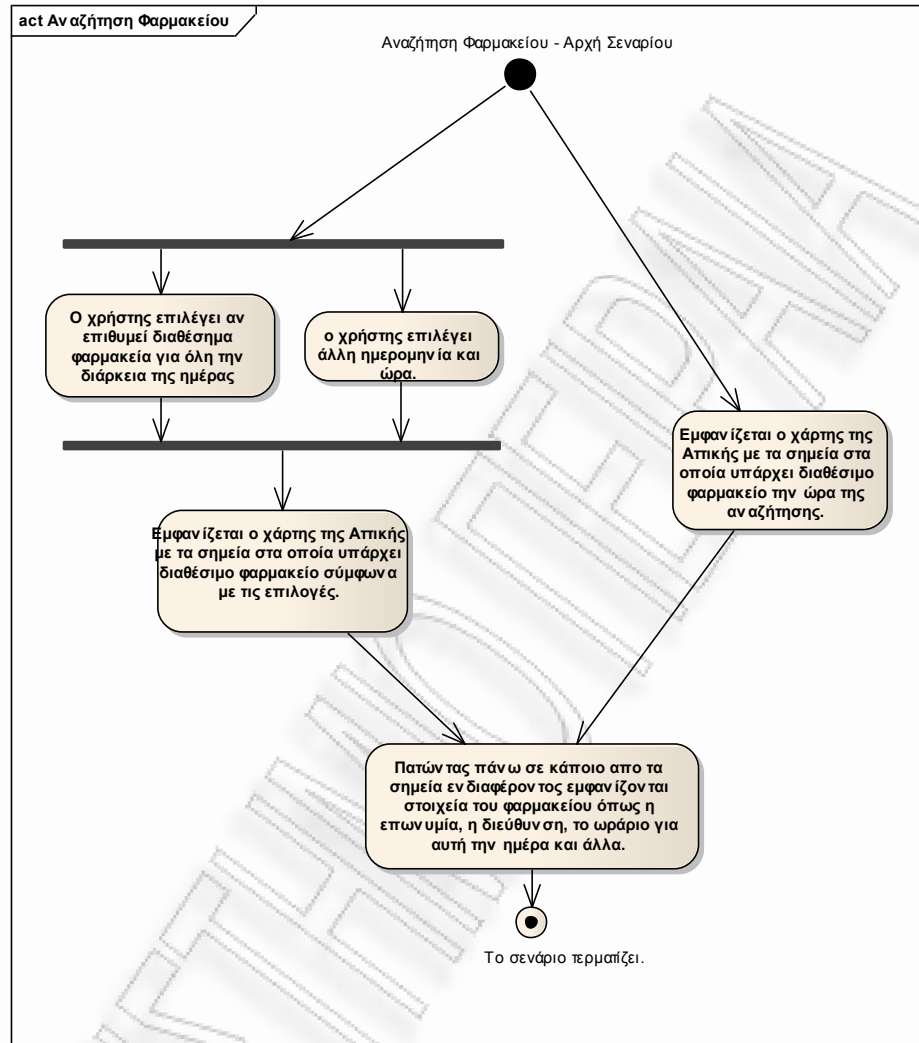 act Αναζήτηση Φαρμακείου
Αναζήτηση Φαρμακείου - Αρχή Σεναρίου
Ο χρήστης επιλέγει αν
επιθυμεί διαθέσημα
φαρμακεία για όλη την
διάρκεια της ημέρας
ο χρήστης επιλέγει
άλλη ημερομηνία και
ώρα.
Εμφανίζεται ο χάρτης της
Αττικής με τα σημεία στα
οποία υπάρχει διαθέσιμο
φαρμακείο την ώρα της
αναζήτησης.
Εμφανίζεται ο χάρτης της Αττικής
με τα σημεία στα οποία υπάρχει
διαθέσιμο φαρμακείο σύμφωνα
με τις επιλογές.
Πατώντας πάνω σε κάποιο απο τα
σημεία ενδιαφέροντος εμφανίζονται
στοιχεία του φαρμακείου όπως η
επωνυμία, η διεύθυνση, το ωράριο για
αυτή την ημέρα και άλλα.
Το σενάριο τερματίζει.